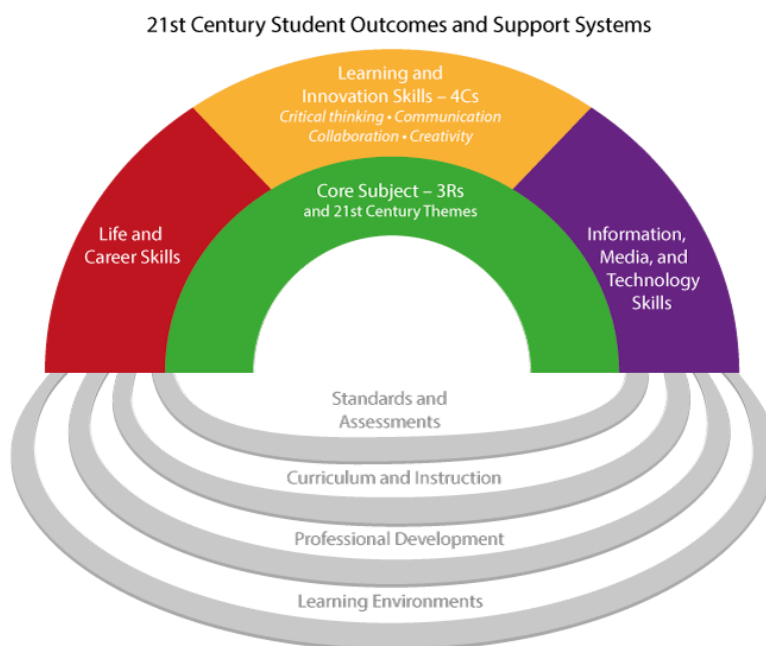 21st Century Student Outcomes and Support Systems
Learning and
Innovation Skills – 4Cs
Critical thinking • Communication
Collaboration • Creativity
Core Subject – 3Rs
and 21st Century Themes
Life and
Career Skills
Information,
Media, and
Technology
Skills
Standards and
Assessments
Curriculum and Instruction
Professional Development
Learning Environments